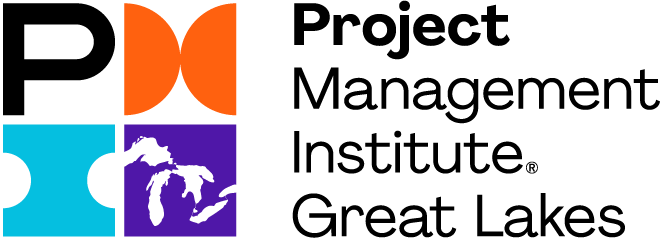 Project
Management
Institute®
Great Lakes